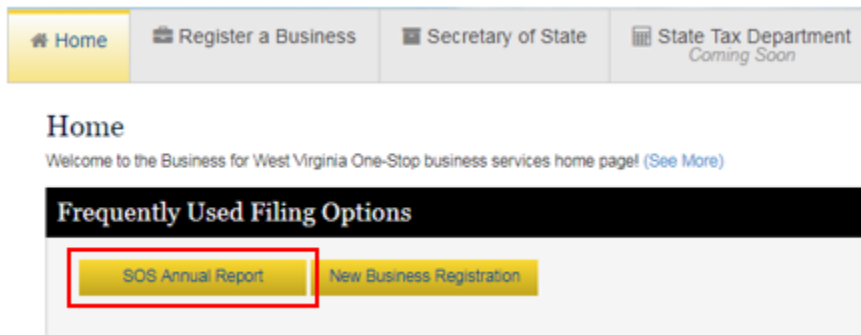 Home
Register a Business
Secretary of State
State Tax Department
Coming Soon
Home
Welcome to the Business for West Virginia One-Stop business services home page! (See More)
Frequently Used Filing Options
SOS Annual Report
New Business Registration